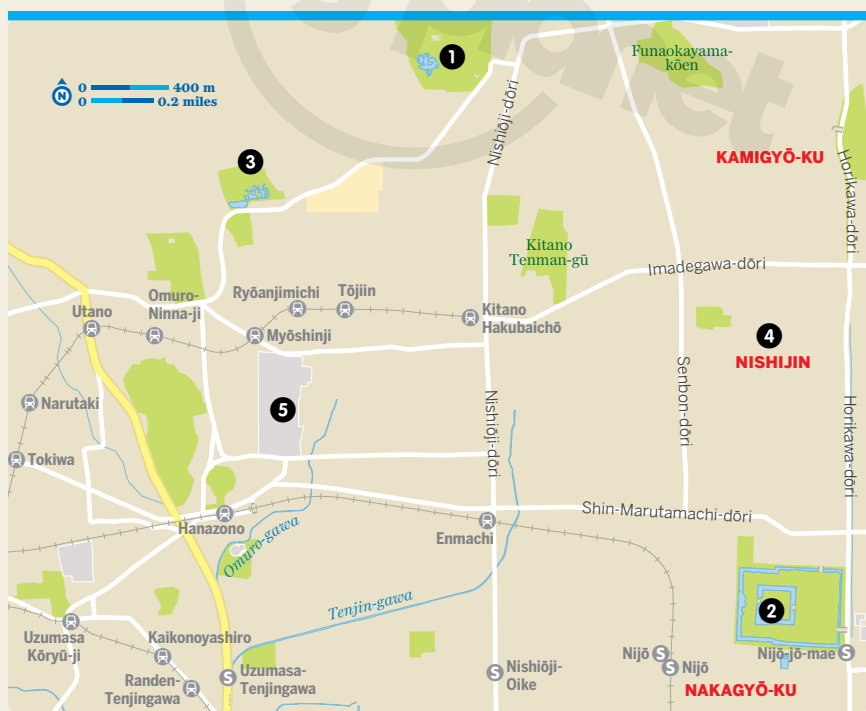 planet
1
Funaokayama-
kōen
N
0 400 m
0 0.2 miles
Nishiōji-dōri
KAMIGYŌ-KU
Horikawa-dōri
3
Kitano
Tenman-gū
Imadegawa-dōri
Omuro-
Ninna-ji
Ryōanjimichi
Tōjiin
Utano
Myōshinji
Kitano
Hakubaichō
4
NISHIJIN
Senbon-dōri
Narutaki
5
Nishiōji-dōri
Horikawa-dōri
Tokiwa
Hanazono
Shin-Marutamachi-dōri
Enmachi
Omuro-gawa
Tenjin-gawa
2
Uzumasa
Kōryū-ji
Kaikonoyashiro
Randen-
Tenjingawa
S
Uzumasa-
Tenjingawa
S
Nishiōji-
Oike
Nijō
S
S
Nijō
Nijō-jō-mae
S
NAKAGYŌ-KU